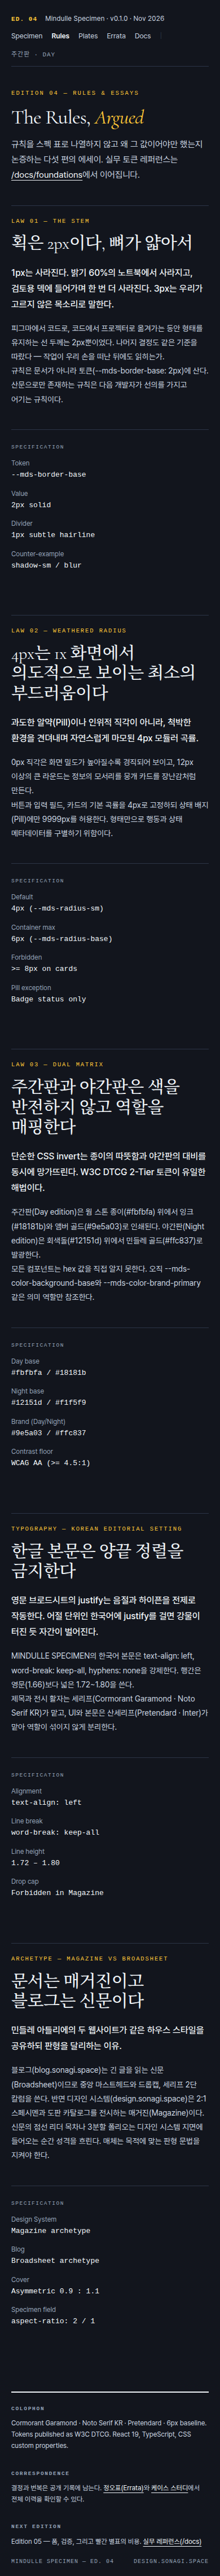 ED. 04 Mindulle Specimen · v0.1.0 · Nov 2026
Specimen Rules Plates Errata Docs
주간판 · DAY
EDITION 04 — RULES & ESSAYS
The Rules, Argued
규칙을 스펙 표로 나열하지 않고 왜 그 값이어야만 했는지
논증하는 다섯 편의 에세이. 실무 토큰 레퍼런스는
/docs/foundations에서 이어집니다.
LAW 01 — THE STEM
획은 2px이다, 뼈가 얇아서
1px는 사라진다. 밝기 60%의 노트북에서 사라지고,
검토용 덱에 들어가며 한 번 더 사라진다. 3px는 우리가
고르지 않은 목소리로 말한다.
피그마에서 코드로, 코드에서 프로젝터로 옮겨가는 동안 형태를
유지하는 선 두께는 2px뿐이었다. 나머지 결정도 같은 기준을
따랐다 — 작업이 우리 손을 떠난 뒤에도 읽히는가.
규칙은 문서가 아니라 토큰(--mds-border-base: 2px)에 산다.
산문으로만 존재하는 규칙은 다음 개발자가 선의를 가지고
어기는 규칙이다.
SPECIFICATION
Token
--mds-border-base
Value
2px solid
Divider
1px subtle hairline
Counter-example
shadow-sm / blur
LAW 02 — WEATHERED RADIUS
4px는 1x 화면에서
의도적으로 보이는 최소의
부드러움이다
과도한 알약(Pill)이나 인위적 직각이 아니라, 척박한
환경을 견뎌내며 자연스럽게 마모된 4px 모듈러 곡률.
0px 직각은 화면 밀도가 높아질수록 경직되어 보이고, 12px
이상의 큰 라운드는 정보의 모서리를 뭉개 카드를 장난감처럼
만든다.
버튼과 입력 필드, 카드의 기본 곡률을 4px로 고정하되 상태 배지
(Pill)에만 9999px를 허용한다. 형태만으로 행동과 상태
메타데이터를 구별하기 위함이다.
SPECIFICATION
Default
4px (--mds-radius-sm)
Container max
6px (--mds-radius-base)
Forbidden
>= 8px on cards
Pill exception
Badge status only
LAW 03 — DUAL MATRIX
주간판과 야간판은 색을
반전하지 않고 역할을
매핑한다
단순한 CSS invert는 종이의 따뜻함과 야간판의 대비를
동시에 망가뜨린다. W3C DTCG 2-Tier 토큰이 유일한
해법이다.
주간판(Day edition)은 웜 스톤 종이(#fbfbfa) 위에서 잉크
(#18181b)와 앰버 골드(#9e5a03)로 인쇄된다. 야간판(Night
edition)은 회색돌(#12151d) 위에서 민들레 골드(#ffc837)로
발광한다.
모든 컴포넌트는 hex 값을 직접 알지 못한다. 오직 --mds-
color-background-base와 --mds-color-brand-primary
같은 의미 역할만 참조한다.
SPECIFICATION
Day base
#fbfbfa / #18181b
Night base
#12151d / #f1f5f9
Brand (Day/Night)
#9e5a03 / #ffc837
Contrast floor
WCAG AA (>= 4.5:1)
TYPOGRAPHY — KOREAN EDITORIAL SETTING
한글 본문은 양끝 정렬을
금지한다
영문 브로드시트의 justify는 음절과 하이픈을 전제로
작동한다. 어절 단위인 한국어에 justify를 걸면 강물이
터진 듯 자간이 벌어진다.
MINDULLE SPECIMEN의 한국어 본문은 text-align: left,
word-break: keep-all, hyphens: none을 강제한다. 행간은
영문(1.66)보다 넓은 1.72–1.80을 쓴다.
제목과 전시 활자는 세리프(Cormorant Garamond · Noto
Serif KR)가 맡고, UI와 본문은 산세리프(Pretendard · Inter)가
맡아 역할이 섞이지 않게 분리한다.
SPECIFICATION
Alignment
text-align: left
Line break
word-break: keep-all
Line height
1.72 – 1.80
Drop cap
Forbidden in Magazine
ARCHETYPE — MAGAZINE VS BROADSHEET
문서는 매거진이고
블로그는 신문이다
민들레 아틀리에의 두 웹사이트가 같은 하우스 스타일을
공유하되 판형을 달리하는 이유.
블로그(blog.sonagi.space)는 긴 글을 읽는 신문
(Broadsheet)이므로 중앙 마스트헤드와 드롭캡, 세리프 2단
칼럼을 쓴다. 반면 디자인 시스템(design.sonagi.space)은 2:1
스페시멘과 도판 카탈로그를 전시하는 매거진(Magazine)이다.
신문의 접선 리더 목차나 3분할 폴리오는 디자인 시스템 지면에
들어오는 순간 성격을 흐린다. 매체는 목적에 맞는 판형 문법을
지켜야 한다.
SPECIFICATION
Design System
Magazine archetype
Blog
Broadsheet archetype
Cover
Asymmetric 0.9 : 1.1
Specimen field
aspect-ratio: 2 / 1
COLOPHON
Cormorant Garamond · Noto Serif KR · Pretendard · 6px baseline.
Tokens published as W3C DTCG. React 19, TypeScript, CSS
custom properties.
CORRESPONDENCE
결정과 번복은 공개 기록에 남는다. 정오표(Errata)와 케이스 스터디에서
전체 이력을 확인할 수 있다.
NEXT EDITION
Edition 05 — 폼, 검증, 그리고 빨간 별표의 비용. 실무 레퍼런스(/docs)
MINDULLE SPECIMEN — ED. 04 DESIGN.SONAGI.SPACE